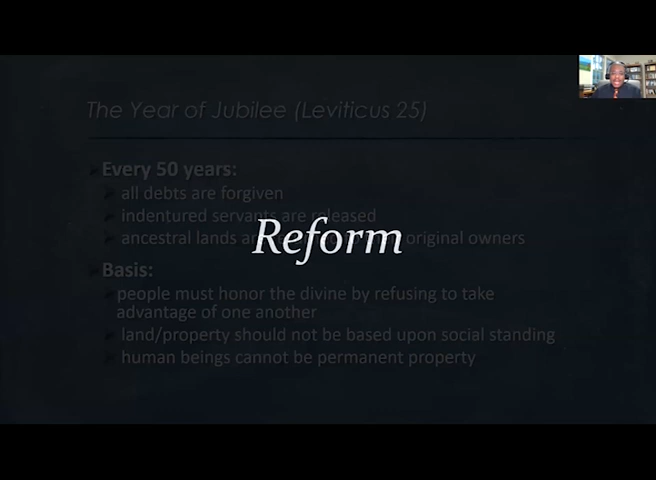 The Year of Jubilee (Leviticus 25)
Every 50 years:
all debts are forgiven
indentured servants are released
ancestral lands are original owners
Reform
Basis:
people must honor the divine by refusing to take
advantage of one another
land/property should not be based upon social standing
human beings cannot be permanent property